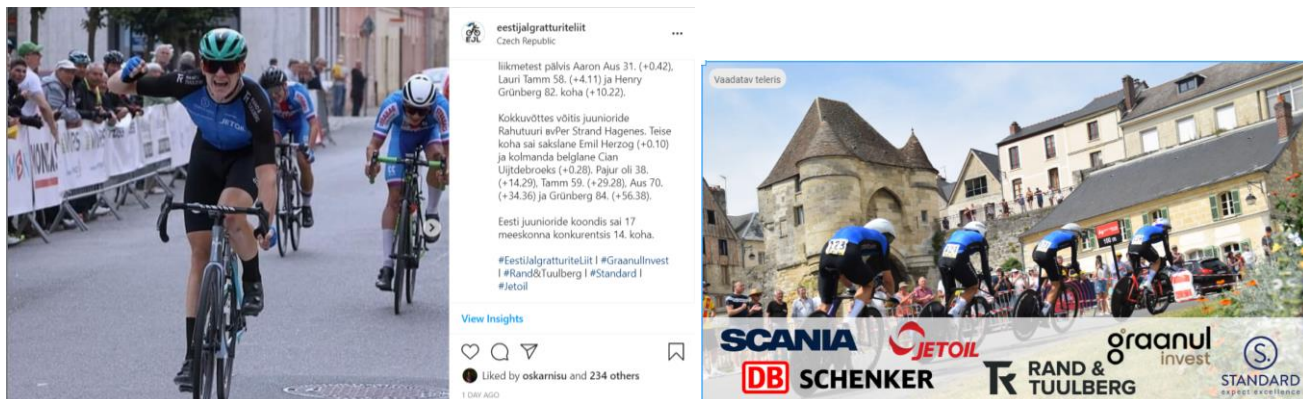 eestijalgratturiteliit
Czech Republic
liikmetest pälvis Aaron Aus 31. (+0.42),
Lauri Tamm 58. (+4.11) ja Henry
Grünberg 82. koha (+10.22).
Kokkuvõttes võitis juunioride
Rahutuuri ʙvPer Strand Hagenes. Teise
koha sai sakslane Emil Herzog (+0.10)
ja kolmanda belglane Cian
Uijtdebroeks (+0.28). Pajur oli 38.
(+14.29), Tamm 59. (+29.28), Aus 70.
(+34.36) ja Grünberg 84. (+56.38).
Eesti juunioride koondis sai 17
meeskonna konkurentsis 14. koha.
#EestiJalgratturiteLiit I #GraanulInvest
I #Rand&Tuulberg I #Standard I
#Jetoil
View Insights
Liked by oskarnisu and 234 others
1 DAY AGO
EJL
JETOIL
Vaadatav teleris
SCANIA
JETOIL
graanul
invest
DB SCHENKER
RAND &
TUULBERG
S.
STANDARD
expect excellence